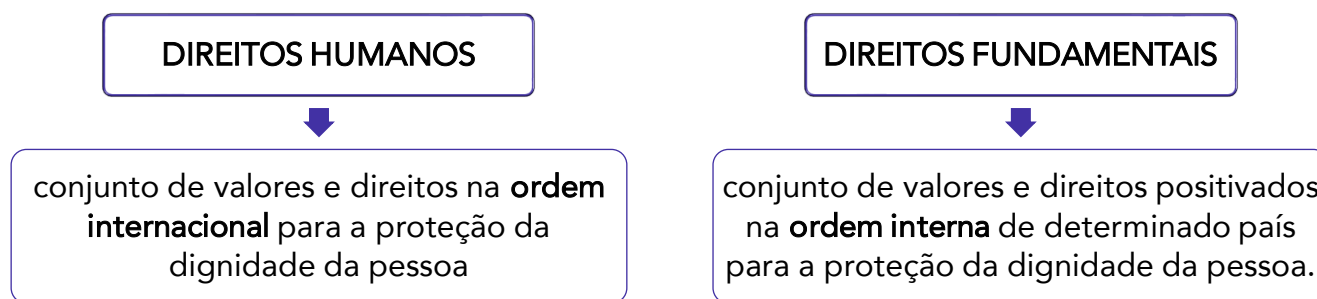 DIREITOS HUMANOS
conjunto de valores e direitos na ordem
internacional para a proteção da
dignidade da pessoa
DIREITOS FUNDAMENTAIS
conjunto de valores e direitos positivados
na ordem interna de determinado país
para a proteção da dignidade da pessoa.